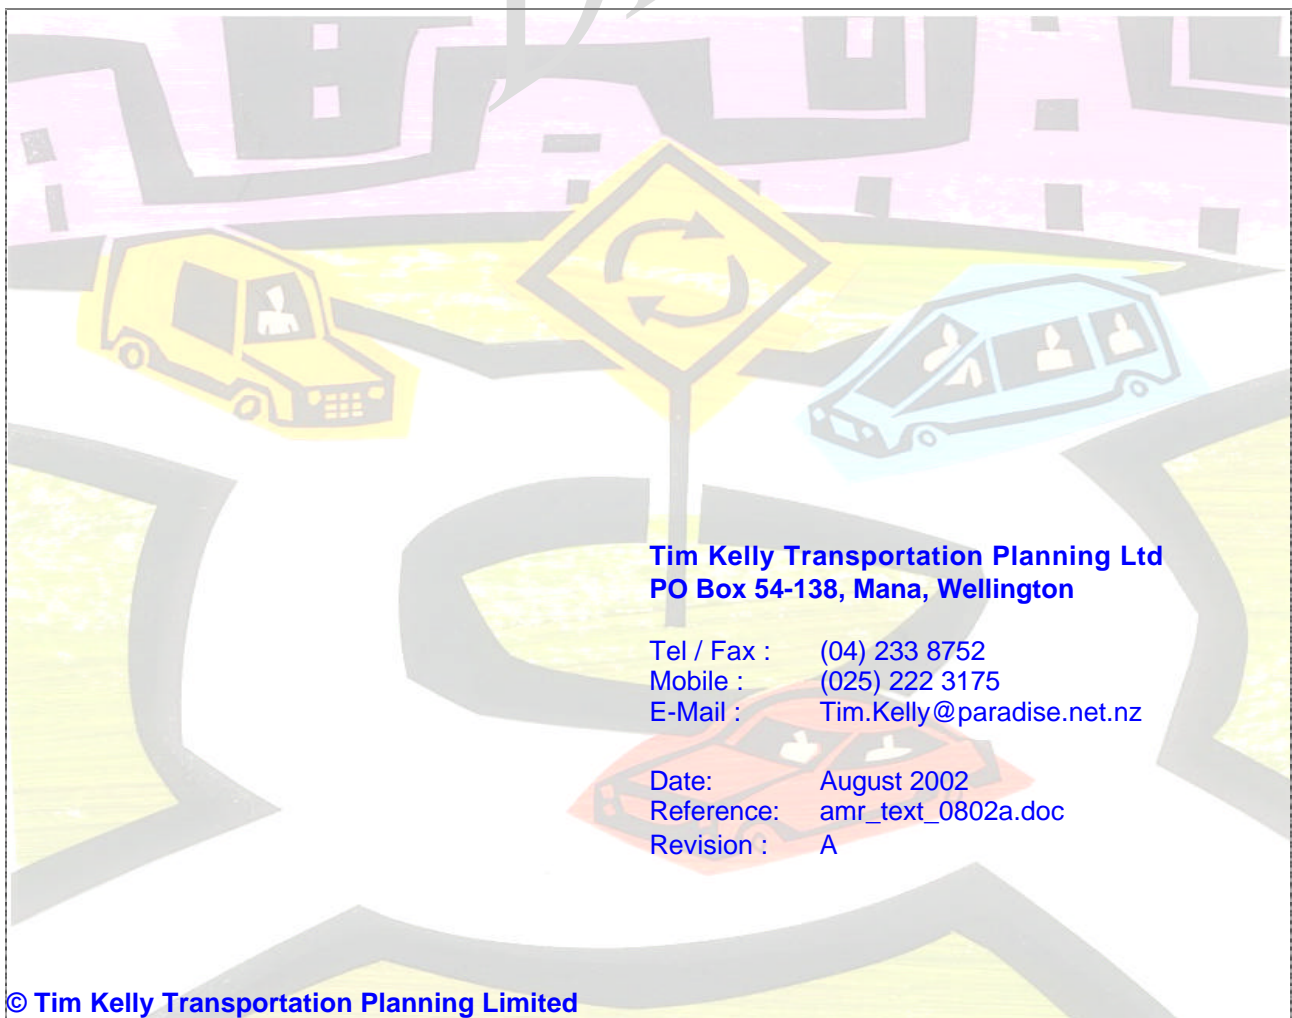 Tim Kelly Transportation Planning Ltd
PO Box 54-138, Mana, Wellington
Tel / Fax : (04) 233 8752
Mobile : (025) 222 3175
E-Mail : Tim.Kelly@paradise.net.nz
Date: August 2002
Reference: amr_text_0802a.doc
Revision : A
© Tim Kelly Transportation Planning Limited